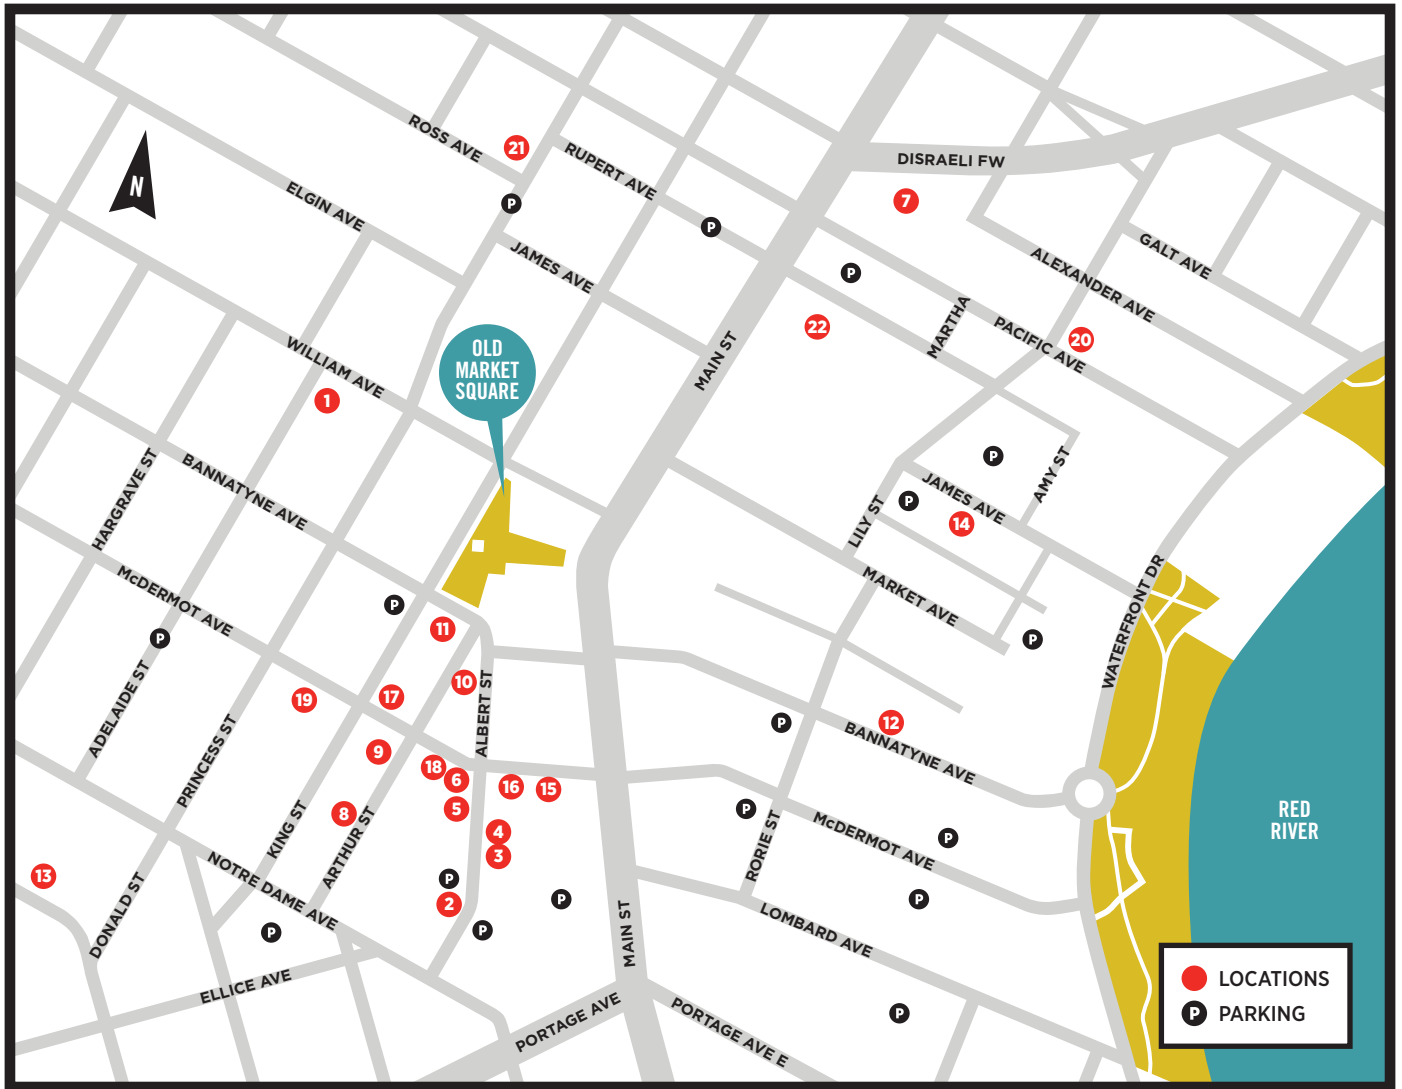 ROSS AVE
21
RUPERT AVE
DISRAELI FW
N
ELGIN AVE
P
7
P
GALT AVE
JAMES AVE
P
ALEXANDER AVE
MARTHA
22
PACIFIC AVE
20
WILLIAM AVE
MAIN ST
OLD
MARKET
SQUARE
1
HARGRAVE ST
BANNATYNE AVE
P
AMY ST
JAMES AVE
P
LILY ST
14
McDERMOT AVE
P
MARKET AVE
WATERFRONT DR
11
P
P
10
ADELAIDE ST
ALBERT ST
19
17
P
12
BANNATYNE AVE
PRINCESS ST
9
18
6
16
15
5
8
KING ST
ARTHUR ST
4
3
P
RORIE ST
McDERMOT AVE
P
RED
RIVER
13
NOTRE DAME AVE
P
2
P
P
DONALD ST
P
P
MAIN ST
LOMBARD AVE
ELLICE AVE
PORTAGE AVE
PORTAGE AVE E
P
LOCATIONS
P PARKING